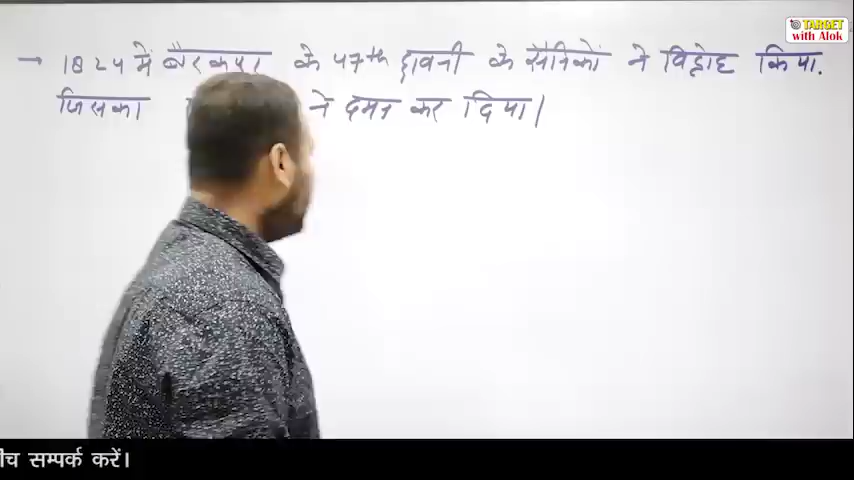 → 1824 में बैरकपुर के 47th छावनी के सैनिकों ने विद्रोह किया.
जिसका ने दमन कर दिया।
TARGET
with Alok
च सम्पर्क करें।